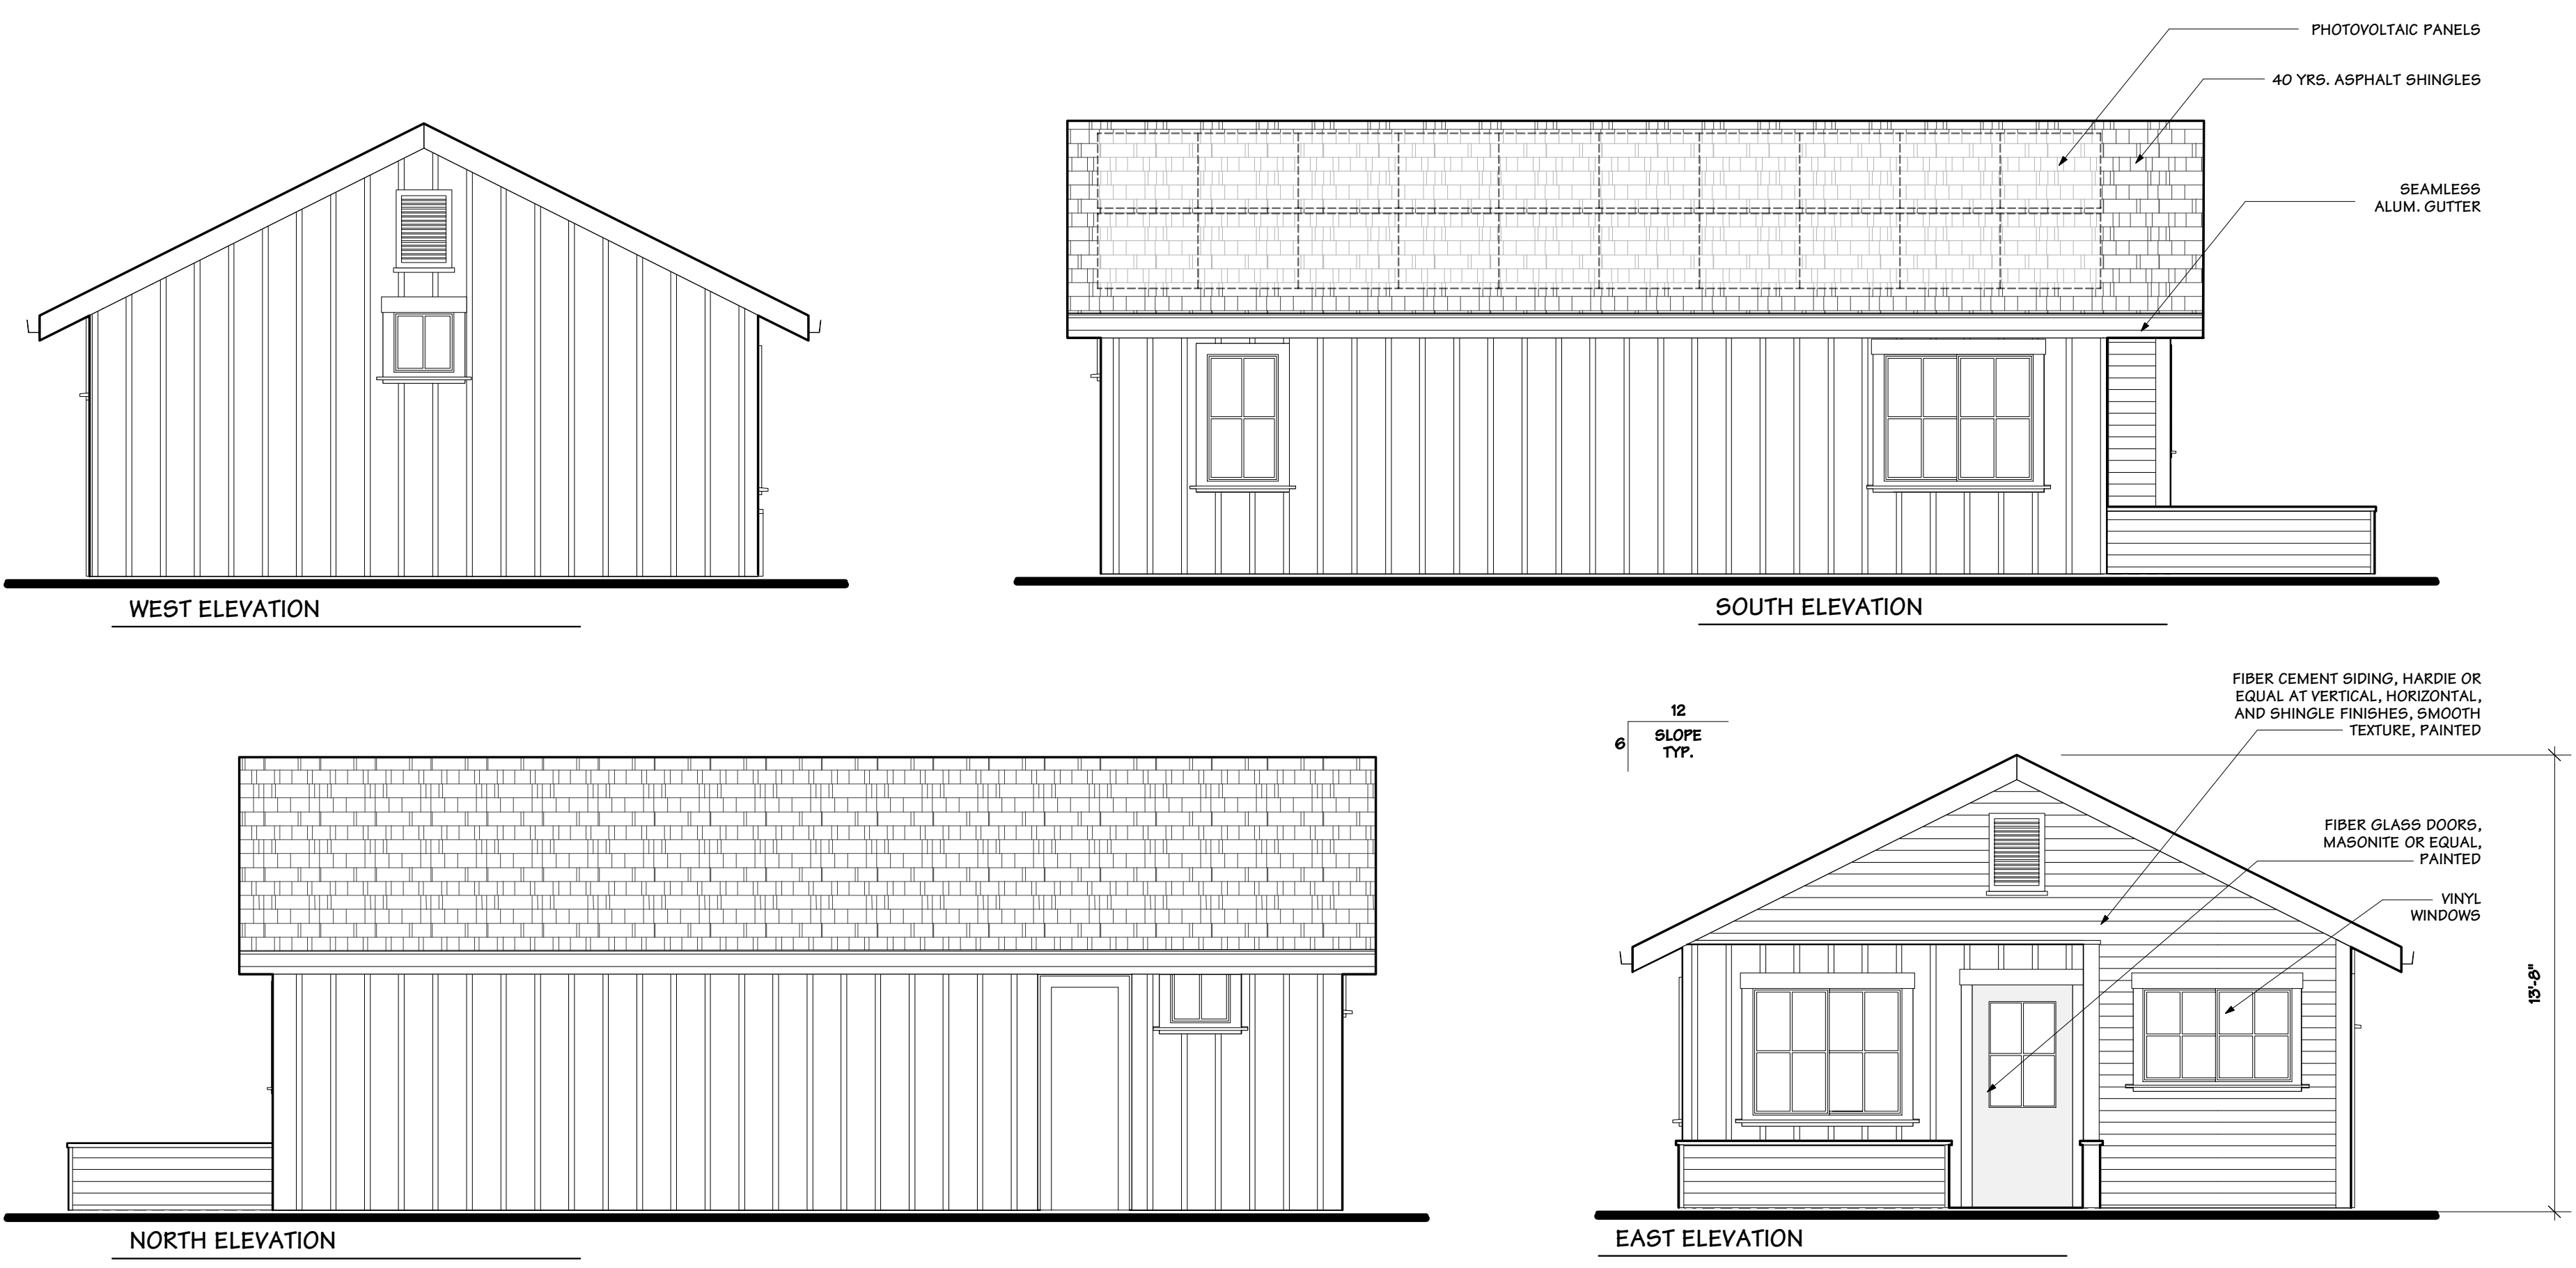 PHOTOVOLTAIC PANELS
40 YRS. ASPHALT SHINGLES
SEAMLESS
ALUM. GUTTER
WEST ELEVATION
SOUTH ELEVATION
12
6
SLOPE
TYP.
FIBER CEMENT SIDING, HARDIE OR
EQUAL AT VERTICAL, HORIZONTAL,
AND SHINGLE FINISHES, SMOOTH
TEXTURE, PAINTED
FIBER GLASS DOORS,
MASONITE OR EQUAL,
PAINTED
VINYL
WINDOWS
13'-8"
NORTH ELEVATION
EAST ELEVATION